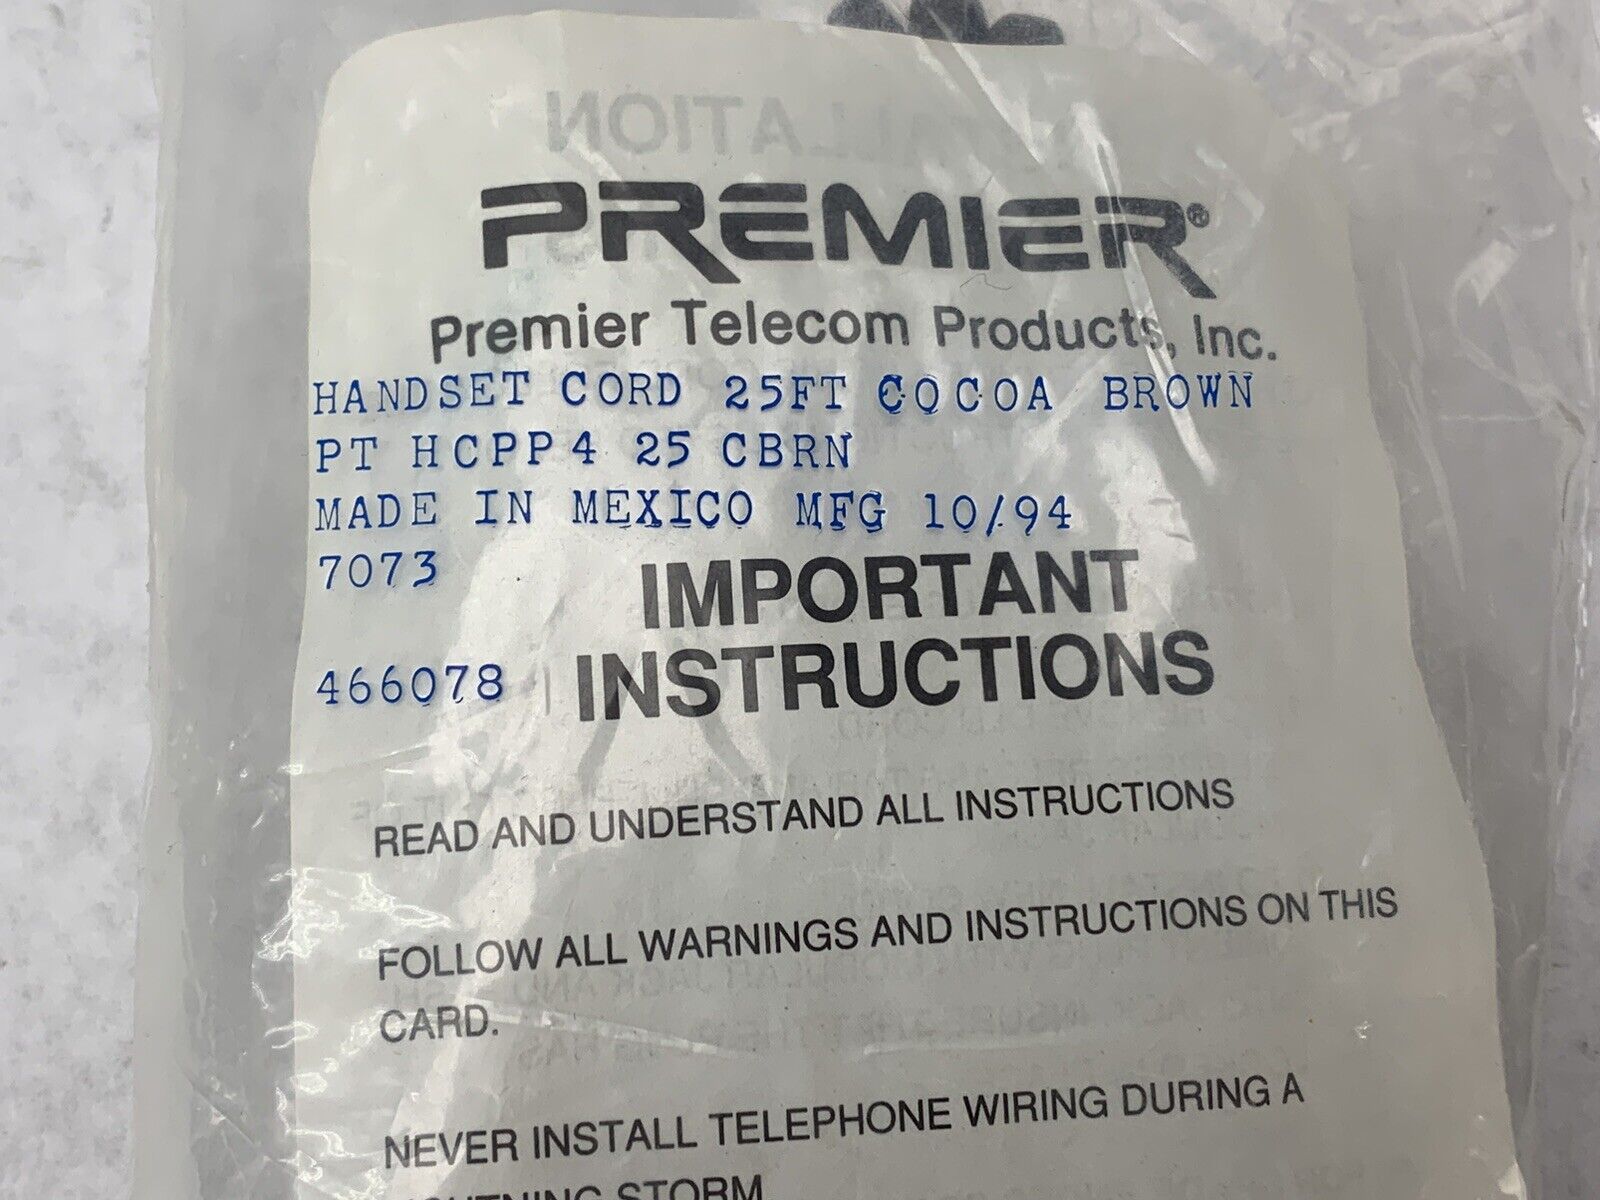 PREMIER®
Premier Telecom Products, Inc.
HANDSET CORD 25FT COCOA BROWN
PT HCPP4 25 CBRN
MADE IN MEXICO MFG 10/94
7073
IMPORTANT
466078 INSTRUCTIONS
READ AND UNDERSTAND ALL INSTRUCTIONS
FOLLOW ALL WARNINGS AND INSTRUCTIONS ON THIS
CARD.
NEVER INSTALL TELEPHONE WIRING DURING A
LIGHTNING STORM.